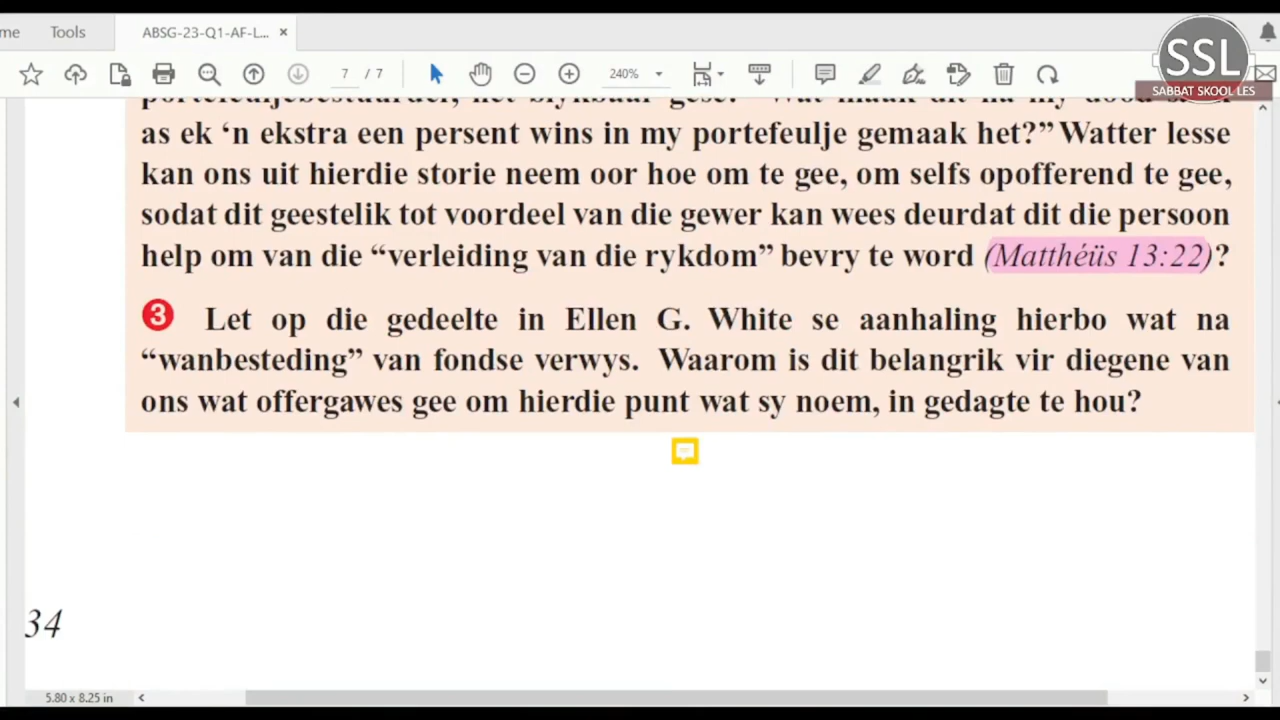 me
Tools
ABSG-23-Q1-AF-L... ×
SSL
SABBAT SKOOL LES
7 / 7
240%
as ek ‘n ekstra een persent wins in my portefeulje gemaak het?” Watter lesse
kan ons uit hierdie storie neem oor hoe om te gee, om selfs opofferend te gee,
sodat dit geestelik tot voordeel van die gewer kan wees deurdat dit die persoon
help om van die “verleiding van die rykdom” bevry te word (Matthéüs 13:22)?
3 Let op die gedeelte in Ellen G. White se aanhaling hierbo wat na
“wanbesteding” van fondse verwys. Waarom is dit belangrik vir diegene van
ons wat offergawes gee om hierdie punt wat sy noem, in gedagte te hou?
34
5.80 x 8.25 in